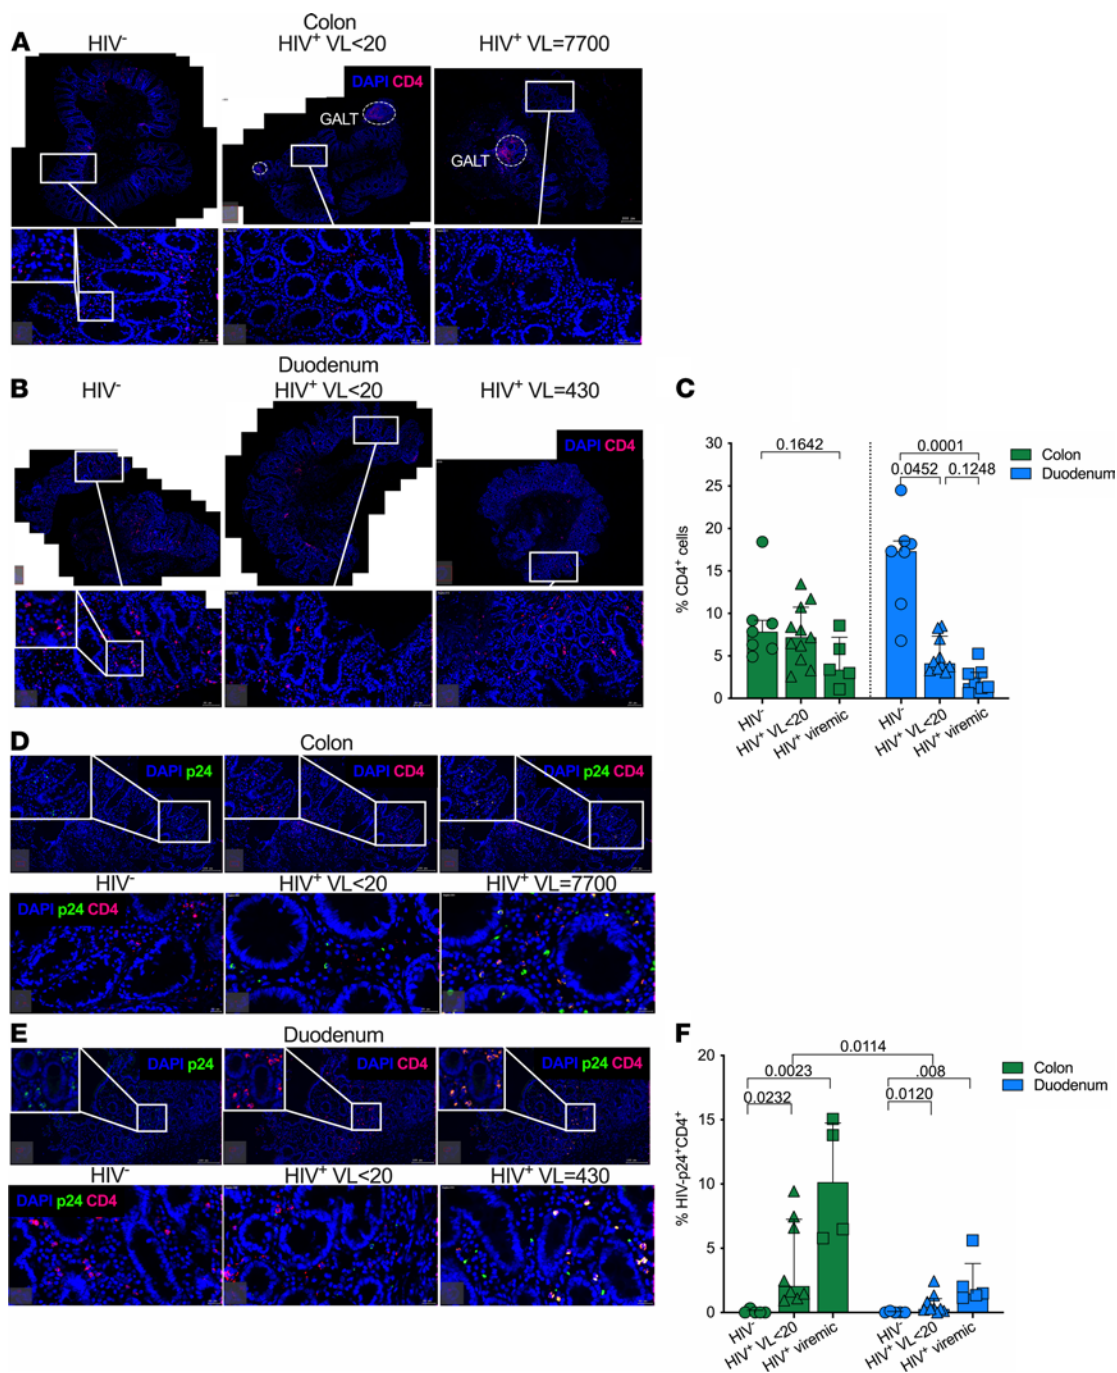 A
Colon
HIV-
HIV+ VL<20
HIV+ VL=7700
DAPI CD4
GALT
GALT
B
Duodenum
HIV-
HIV+ VL<20
HIV+ VL=430
DAPI CD4
C
30
25
20
15
10
5
0
% CD4+ cells
0.1642
0.0001
0.0452
0.1248
Colon
Duodenum
HIV-
HIV+ VL<20
HIV+ viremic
HIV-
HIV+ VL<20
HIV+ viremic
D
Colon
DAPI p24
DAPI CD4
DAPI p24 CD4
HIV-
HIV+ VL<20
HIV+ VL=7700
DAPI p24 CD4
E
Duodenum
DAPI p24
DAPI CD4
DAPI p24 CD4
HIV-
HIV+ VL<20
HIV+ VL=430
DAPI p24 CD4
F
20
15
10
5
0
% HIV-p24+CD4+
0.0114
0.0023
.008
0.0232
0.0120
Colon
Duodenum
HIV-
HIV+ VL<20
HIV+ viremic
HIV-
HIV+ VL<20
HIV+ viremic